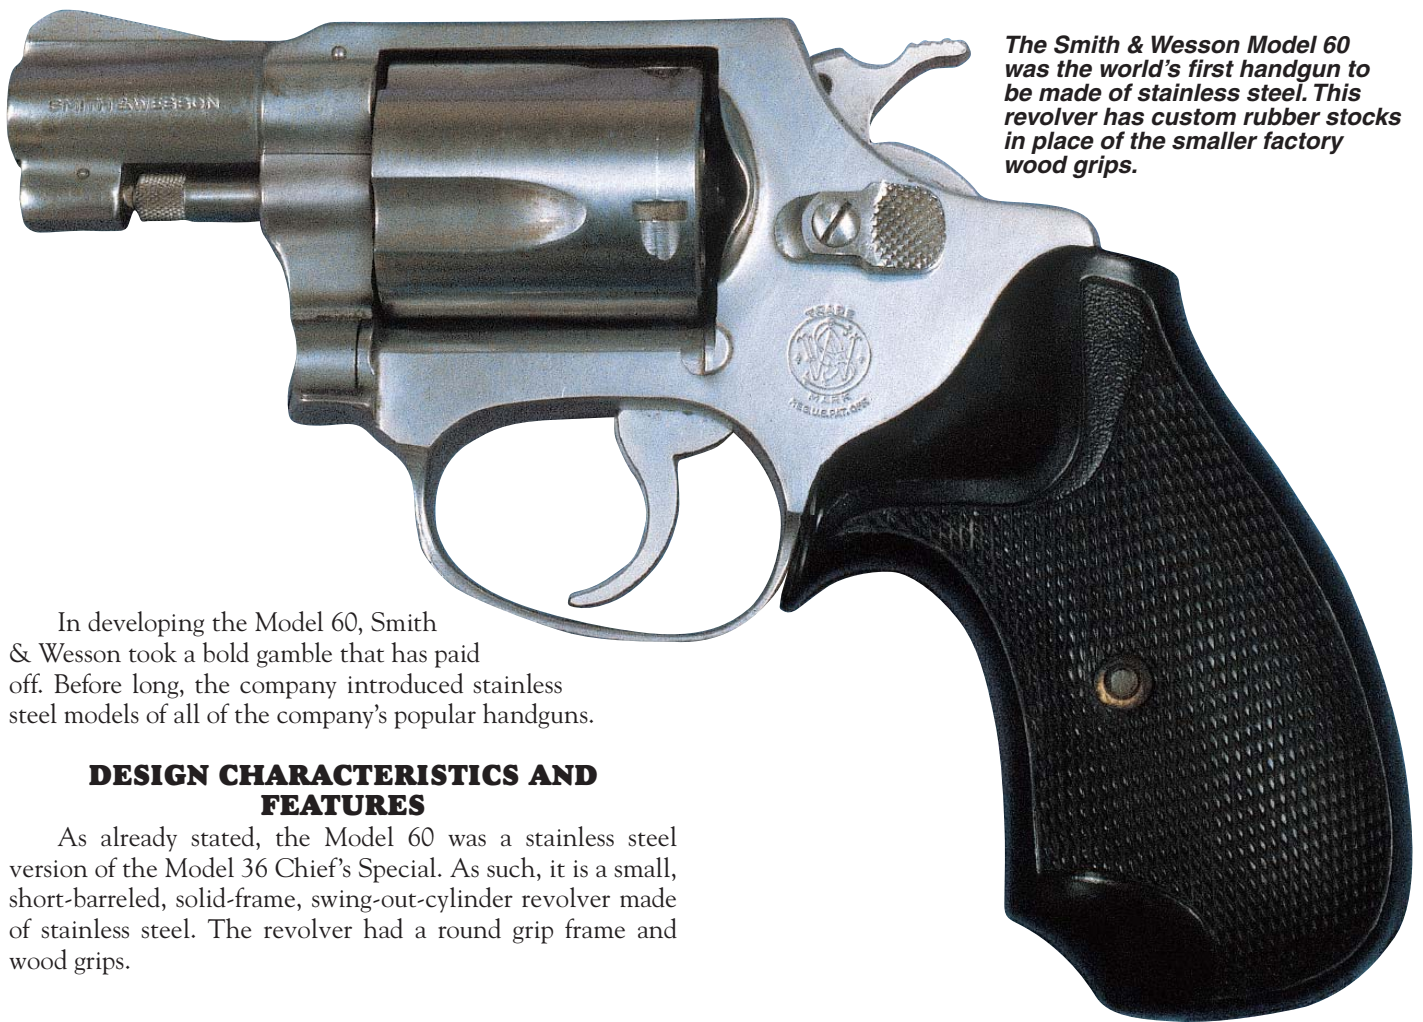 SMITH & WESSON
The Smith & Wesson Model 60
was the world's first handgun to
be made of stainless steel. This
revolver has custom rubber stocks
in place of the smaller factory
wood grips.
TRADE
MARK
REG. U.S. PAT. OFF.
In developing the Model 60, Smith
& Wesson took a bold gamble that has paid
off. Before long, the company introduced stainless
steel models of all of the company's popular handguns.
DESIGN CHARACTERISTICS AND
FEATURES
As already stated, the Model 60 was a stainless steel
version of the Model 36 Chief's Special. As such, it is a small,
short-barreled, solid-frame, swing-out-cylinder revolver made
of stainless steel. The revolver had a round grip frame and
wood grips.